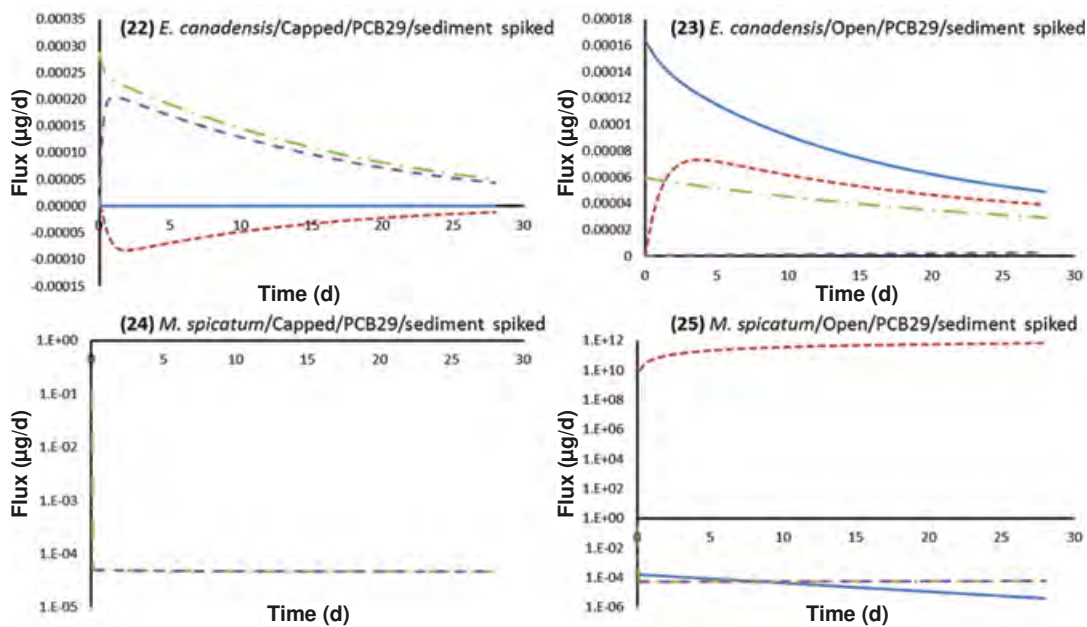 (22) E. canadensis/Capped/PCB29/sediment spiked
0.00035
0.00030
0.00025
0.00020
0.00015
0.00010
0.00005
0.00000
-0.00005
-0.00010
-0.00015
0 5 10 15 20 25 30
Flux (µg/d)
Time (d)
(23) E. canadensis/Open/PCB29/sediment spiked
0.00018
0.00016
0.00014
0.00012
0.0001
0.00008
0.00006
0.00004
0.00002
0
0 5 10 15 20 25 30
Flux (µg/d)
Time (d)
(24) M. spicatum/Capped/PCB29/sediment spiked
1.E+00
0 5 10 15 20 25 30
1.E-01
1.E-02
1.E-03
1.E-04
1.E-05
Flux (µg/d)
Time (d)
(25) M. spicatum/Open/PCB29/sediment spiked
1.E+12
1.E+10
1.E+08
1.E+06
1.E+04
1.E+02
1.E+00
0 5 10 15 20 25 30
1.E-02
1.E-04
1.E-06
Flux (µg/d)
Time (d)